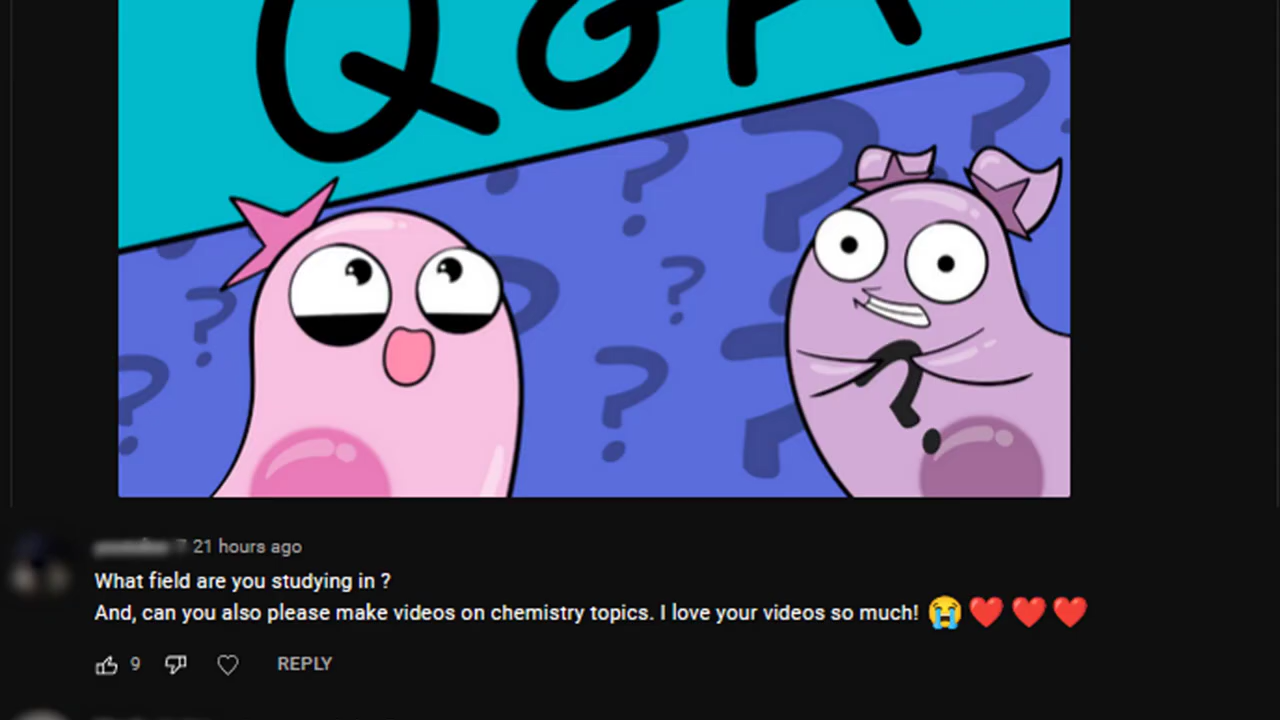 Q&A
21 hours ago
What field are you studying in ?
And, can you also please make videos on chemistry topics. I love your videos so much! 😭❤️❤️❤️
9 REPLY